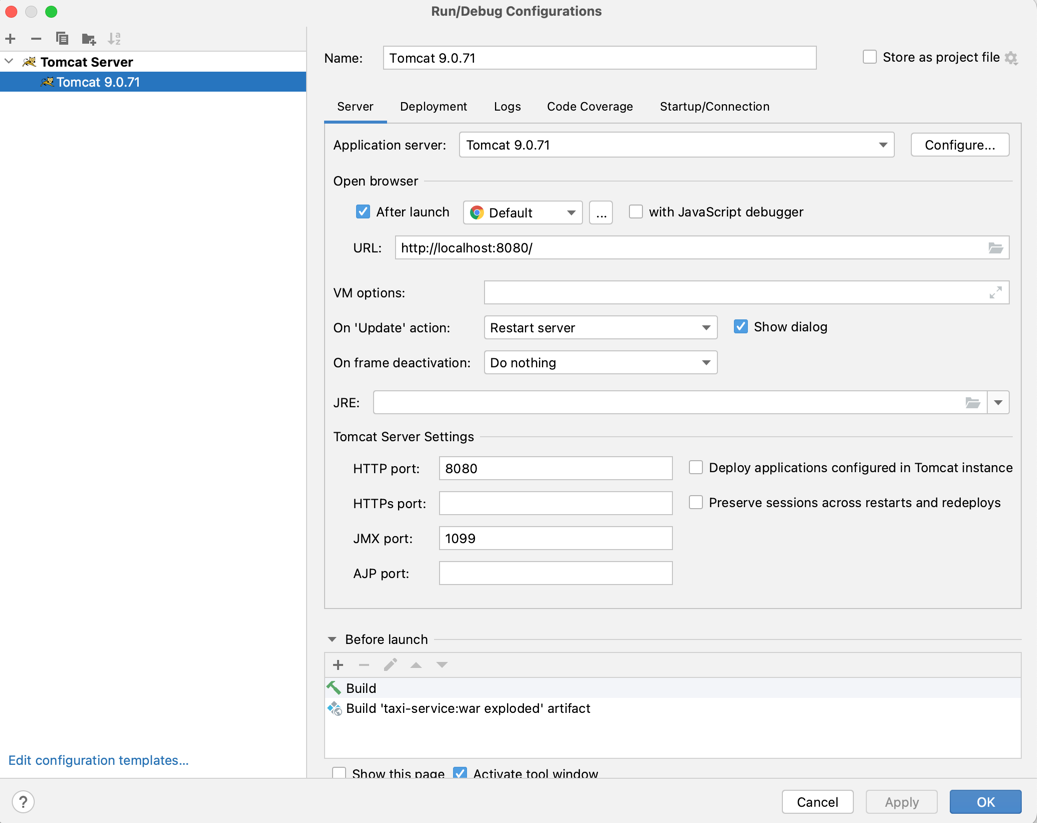 Run/Debug Configurations
Tomcat Server
Tomcat 9.0.71
Edit configuration templates...
Name: Tomcat 9.0.71 Store as project file
Server Deployment Logs Code Coverage Startup/Connection
Application server: Tomcat 9.0.71 Configure...
Open browser
After launch Default ... with JavaScript debugger
URL: http://localhost:8080/
VM options:
On 'Update' action: Restart server Show dialog
On frame deactivation: Do nothing
JRE:
Tomcat Server Settings
HTTP port: 8080 Deploy applications configured in Tomcat instance
HTTPs port: Preserve sessions across restarts and redeploys
JMX port: 1099
AJP port:
Before launch
Build
Build 'taxi-service:war exploded' artifact
Show this page Activate tool window
? Cancel Apply OK